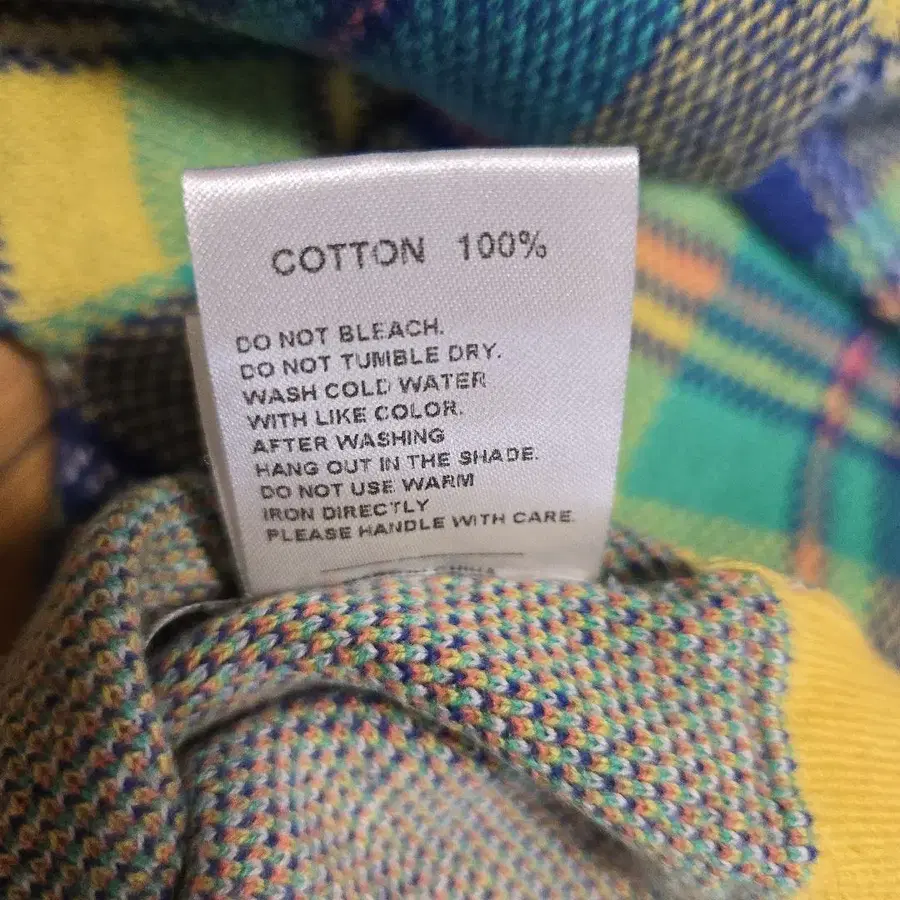 COTTON 100%
DO NOT BLEACH.
DO NOT TUMBLE DRY.
WASH COLD WATER
WITH LIKE COLOR.
AFTER WASHING
HANG OUT IN THE SHADE.
DO NOT USE WARM
IRON DIRECTLY
PLEASE HANDLE WITH CARE.